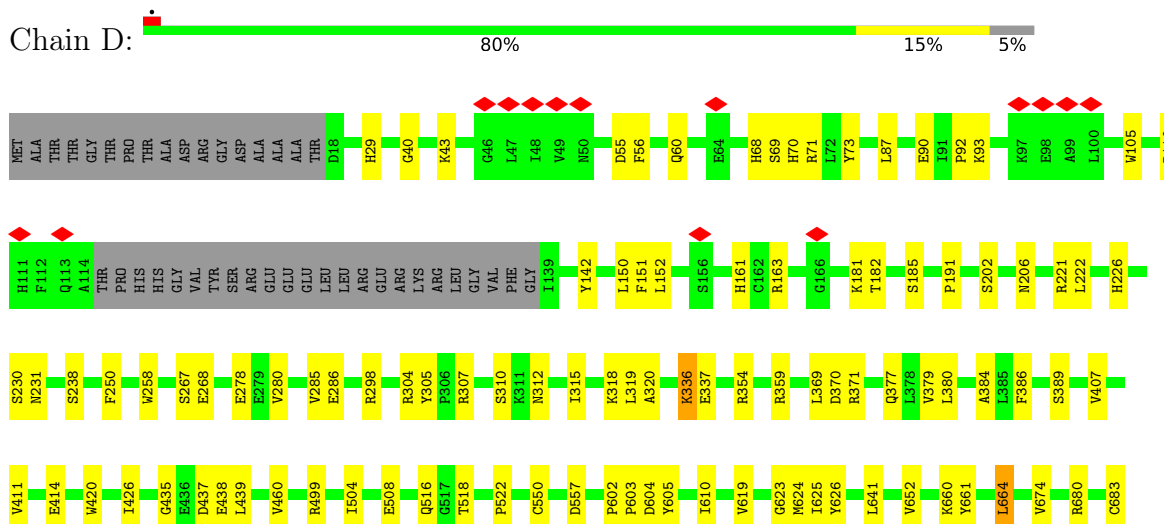 Chain D:
80% 15% 5%
MET ALA THR THR GLY THR PRO THR ALA ASP ARG GLY ASP ALA ALA ALA THR D18 H29 G40 K43 G46 L47 I48 V49 N50 D55 F56 Q60 E64 H68 S69 H70 R71 L72 Y73 L87 E90 I91 P92 K93 K97 E98 A99 L100 W105
H111 F112 Q113 A114 THR PRO HIS HIS GLY VAL TYR SER ARG GLU GLU LEU LEU ARG GLU ARG LYS ARG LEU GLY VAL PHE GLY I139 Y142 L150 F151 L152 S156 H161 C162 R163 G166 K181 T182 S185 P191 S202 N206 R221 L222 H226
S230 N231 S238 F250 W258 S267 E268 E278 E279 V280 V285 E286 R298 R304 Y305 P306 R307 S310 K311 N312 I315 K318 L319 A320 K336 E337 R354 R359 L369 D370 R371 Q377 L378 V379 L380 A384 L385 F386 S389 V407
V411 E414 W420 I426 G435 E436 D437 E438 L439 V460 R499 I504 E508 Q516 G517 T518 P522 C550 D557 P602 P603 D604 Y605 I610 V619 G623 M624 I625 Y626 L641 V652 K660 Y661 L664 V674 R680 C683